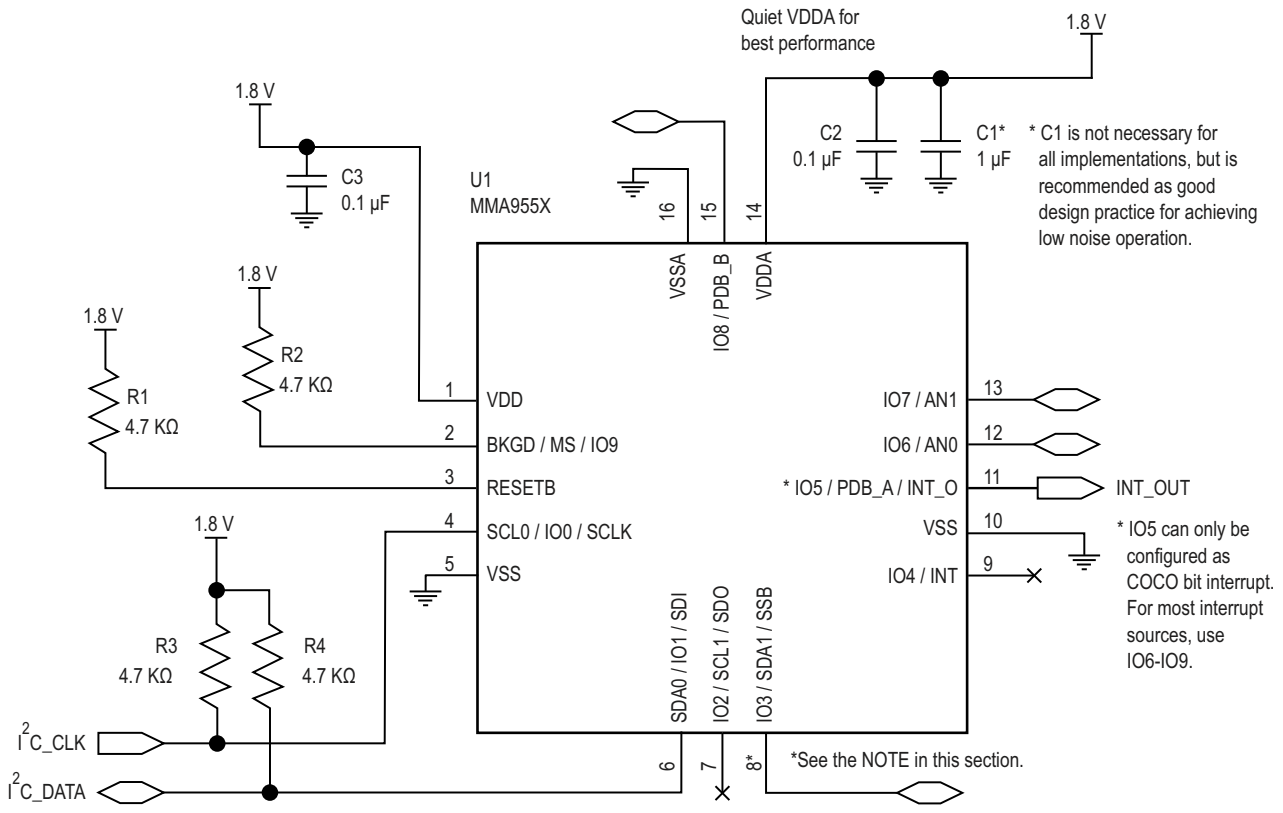 Quiet VDDA for
best performance
1.8 V
1.8 V
C3
0.1 µF
C2
0.1 µF
C1*
1 µF
* C1 is not necessary for
all implementations, but is
recommended as good
design practice for achieving
low noise operation.
U1
MMA955X
16
15
14
VSSA
IO8 / PDB_B
VDDA
1.8 V
R2
4.7 KΩ
1.8 V
R1
4.7 KΩ
1
VDD
2
BKGD / MS / IO9
3
RESETB
4
SCL0 / IO0 / SCLK
5
VSS
IO7 / AN1
13
IO6 / AN0
12
* IO5 / PDB_A / INT_O
11
INT_OUT
VSS
10
IO4 / INT
9
* IO5 can only be
configured as
COCO bit interrupt.
For most interrupt
sources, use
IO6-IO9.
1.8 V
R3
4.7 KΩ
R4
4.7 KΩ
SDA0 / IO1 / SDI
IO2 / SCL1 / SDO
IO3 / SDA1 / SSB
6
7
8*
*See the NOTE in this section.
I²C_CLK
I²C_DATA